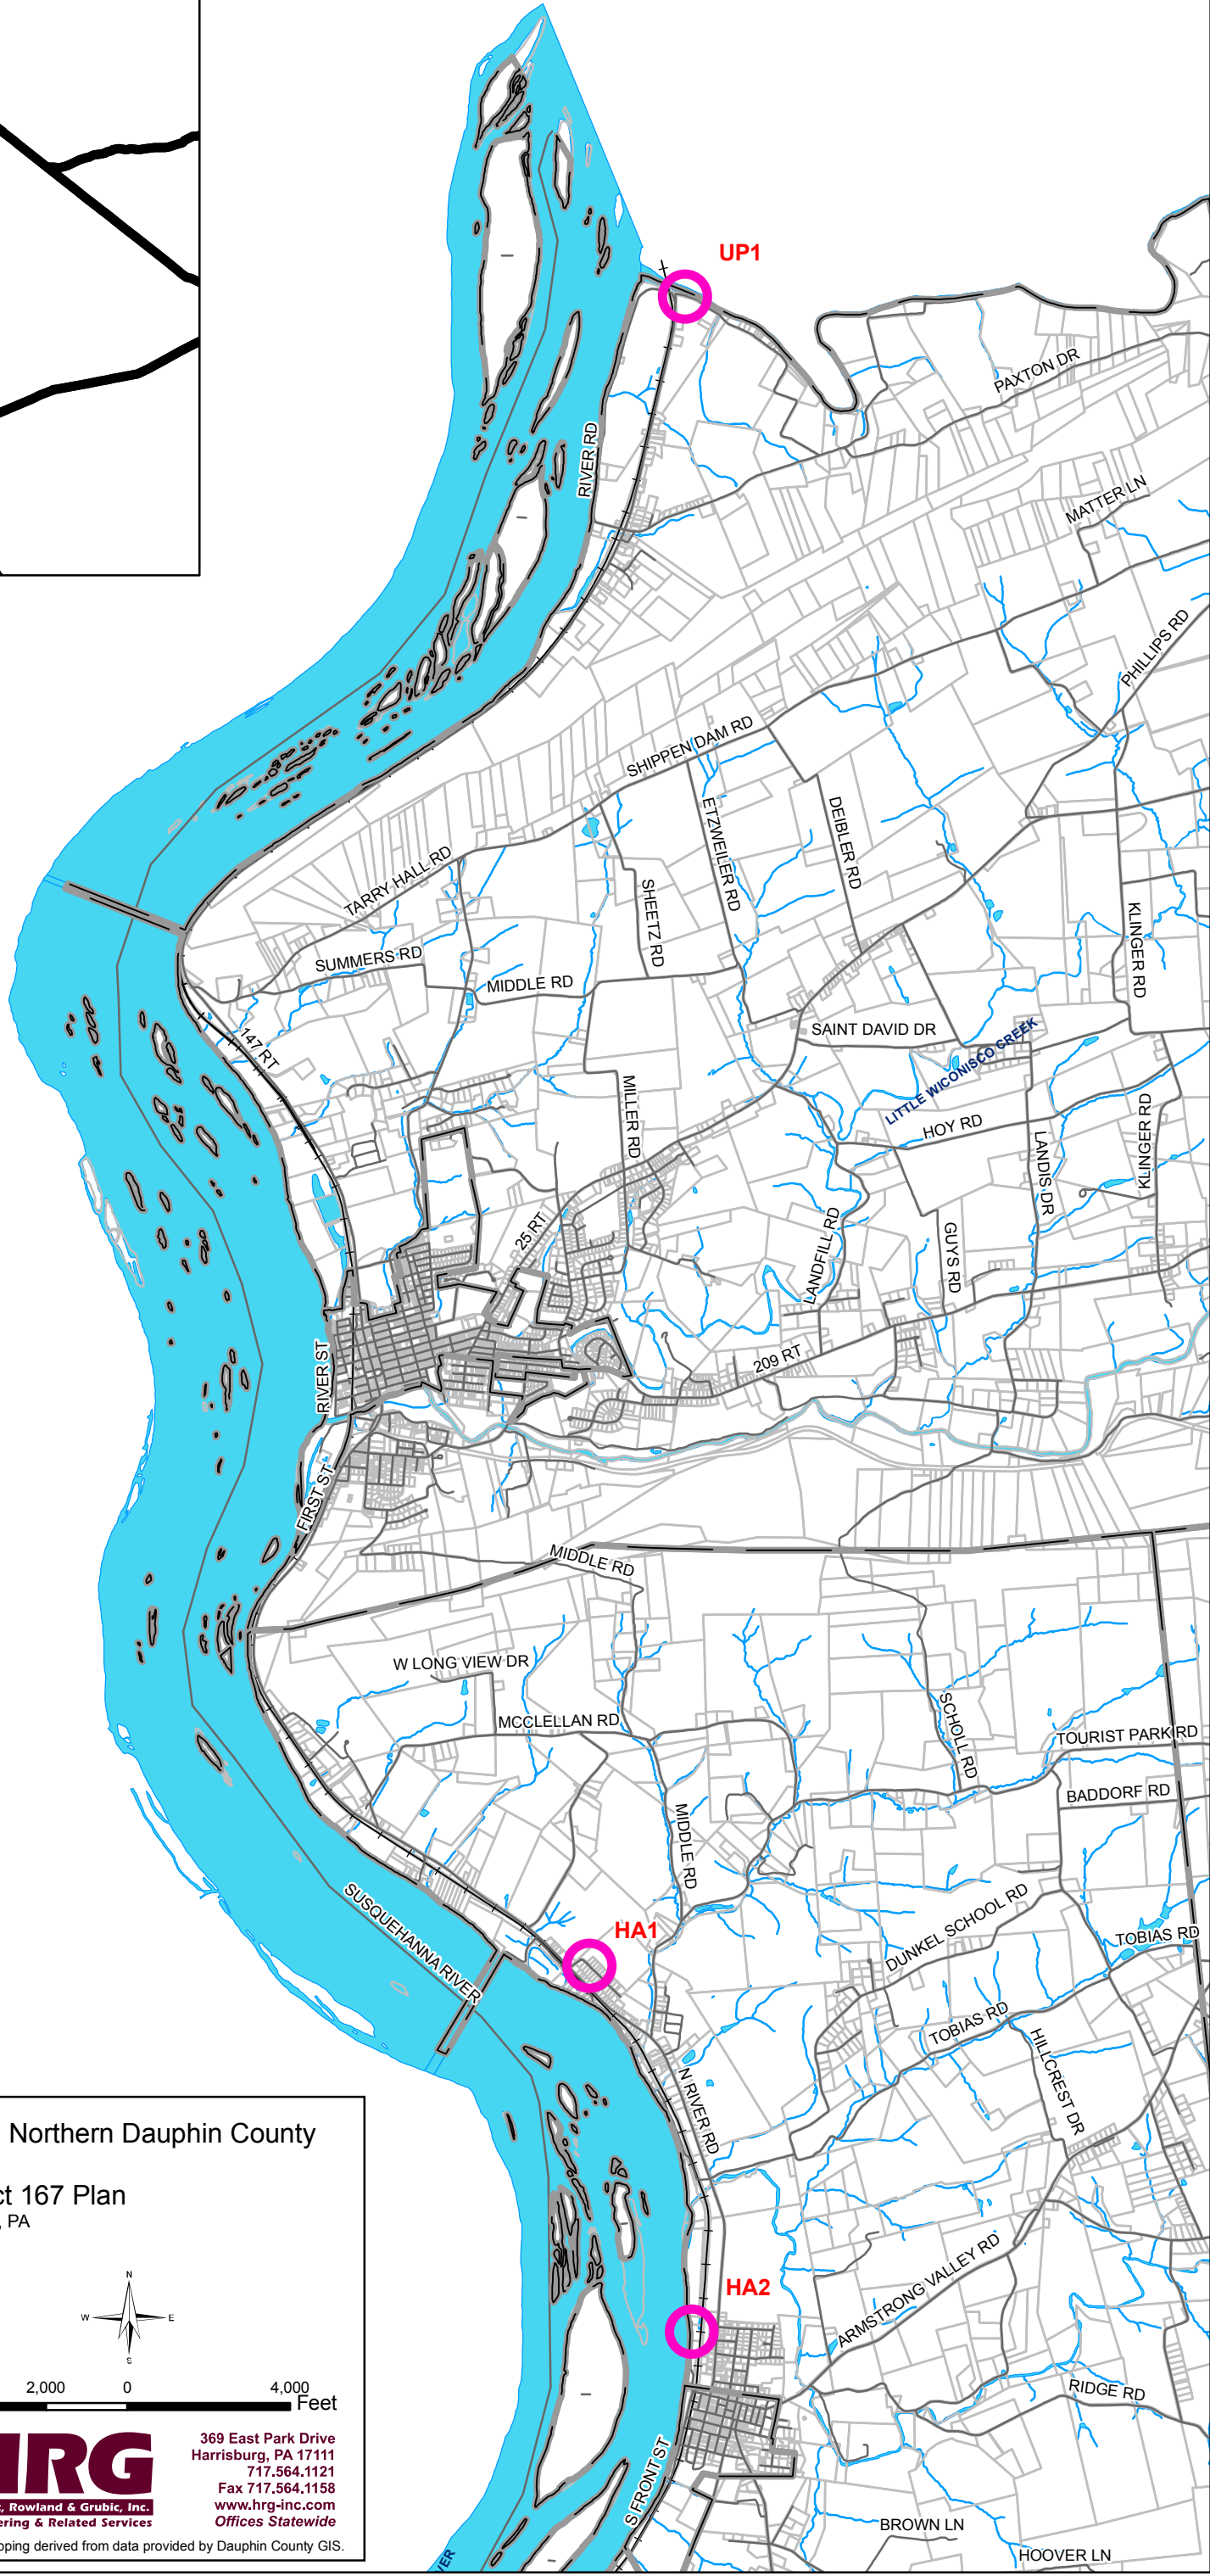 UP1
PAXTON DR
RIVER RD
MATTER LN
PHILLIPS RD
SHIPPEN DAM RD
ETZWEILER RD
DEIBLER RD
TARRY HALL RD
SHEETZ RD
KLINGER RD
SUMMERS RD
MIDDLE RD
SAINT DAVID DR
147 RT
LITTLE WICONISCO CREEK
MILLER RD
HOY RD
LANDIS DR
KLINGER RD
25 RT
LANDFILL RD
GUYS RD
RIVER ST
209 RT
FIRST ST
MIDDLE RD
W LONG VIEW DR
SCHOLL RD
MCCLELLAN RD
TOURIST PARK RD
BADDORF RD
MIDDLE RD
SUSQUEHANNA RIVER
HA1
DUNKEL SCHOOL RD
TOBIAS RD
TOBIAS RD
HILLCREST DR
N RIVER RD
HA2
ARMSTRONG VALLEY RD
RIDGE RD
S FRONT ST
BROWN LN
HOOVER LN
Northern Dauphin County
ct 167 Plan
, PA
N
W E
S
2,000 0 4,000
Feet
HRG
, Rowland & Grubic, Inc.
ering & Related Services
369 East Park Drive
Harrisburg, PA 17111
717.564.1121
Fax 717.564.1158
www.hrg-inc.com
Offices Statewide
pping derived from data provided by Dauphin County GIS.
VER